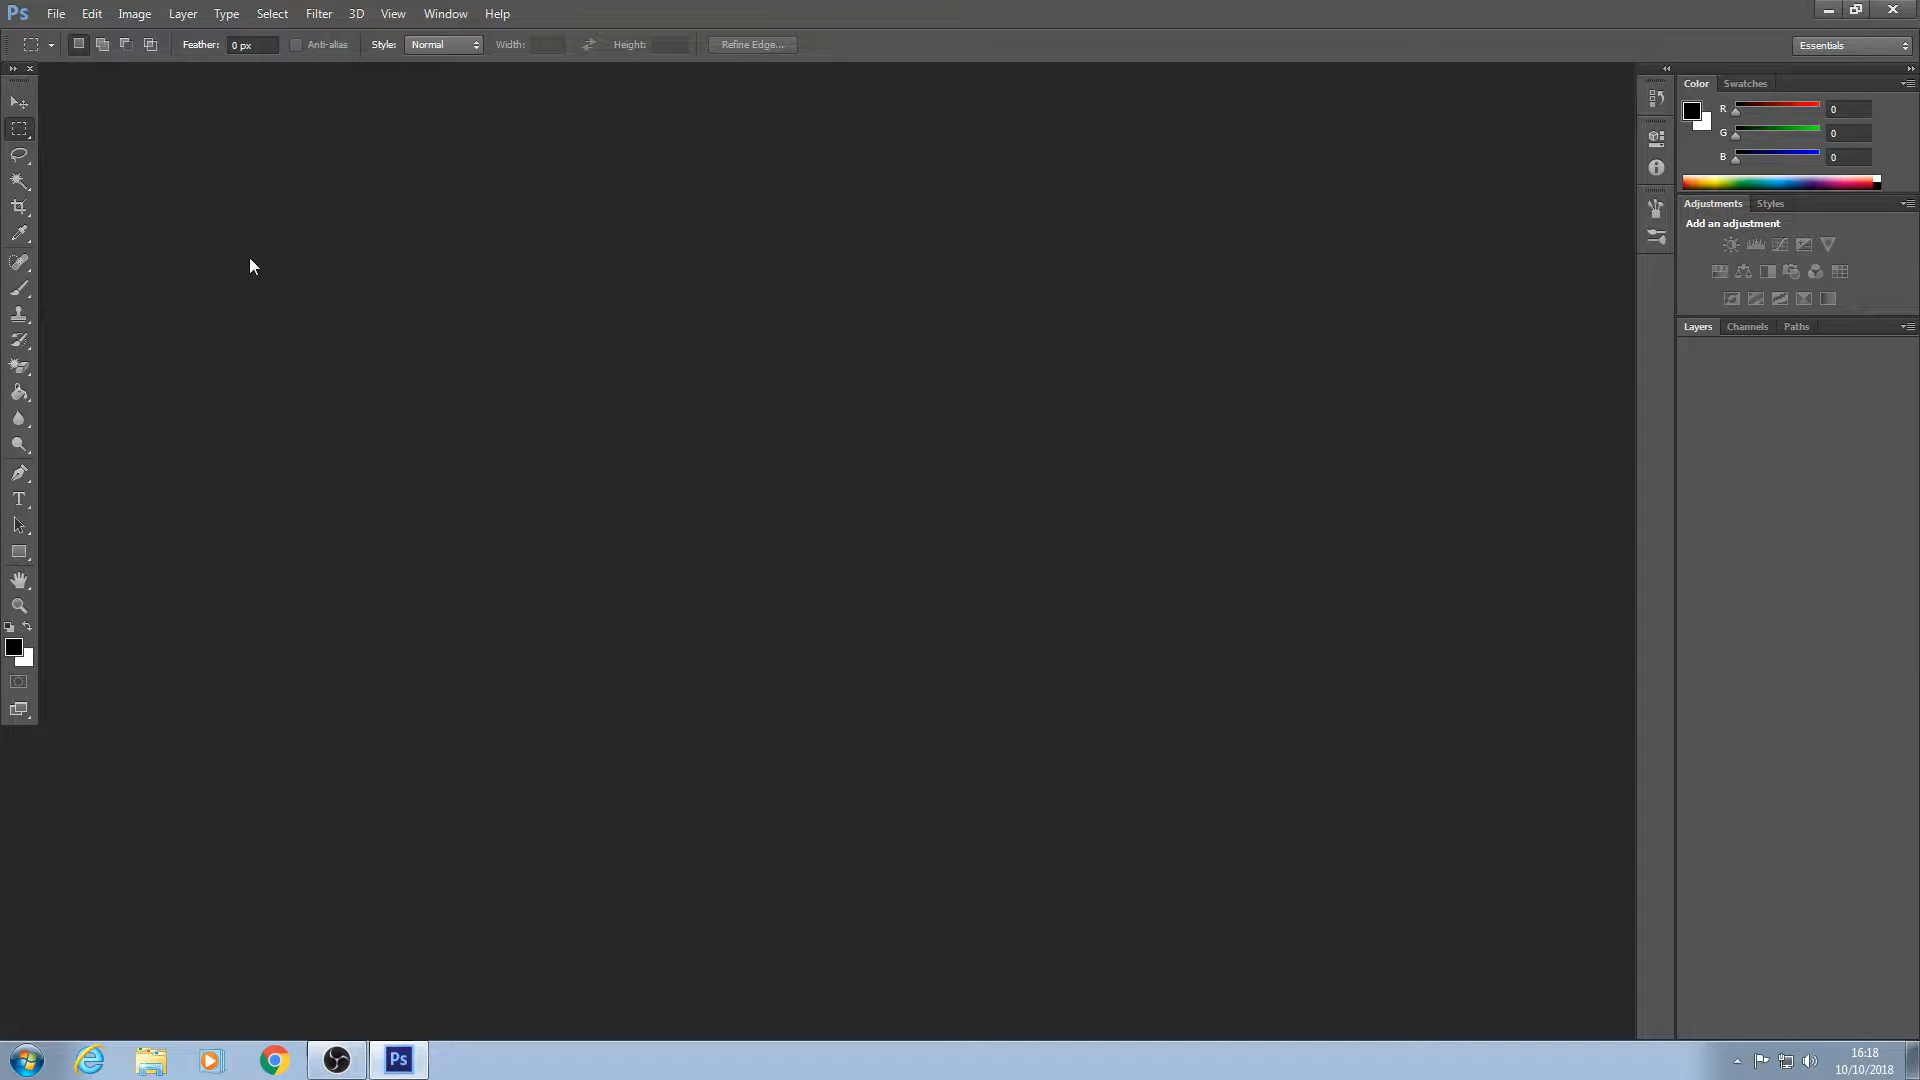 Ps File Edit Image Layer Type Select Filter 3D View Window Help
Feather: 0 px Anti-alias Style: Normal Width: Height: Refine Edge... Essentials
Color Swatches
R 0
G 0
B 0
Adjustments Styles
Add an adjustment
Layers Channels Paths
T
Ps
16:18
10/10/2018